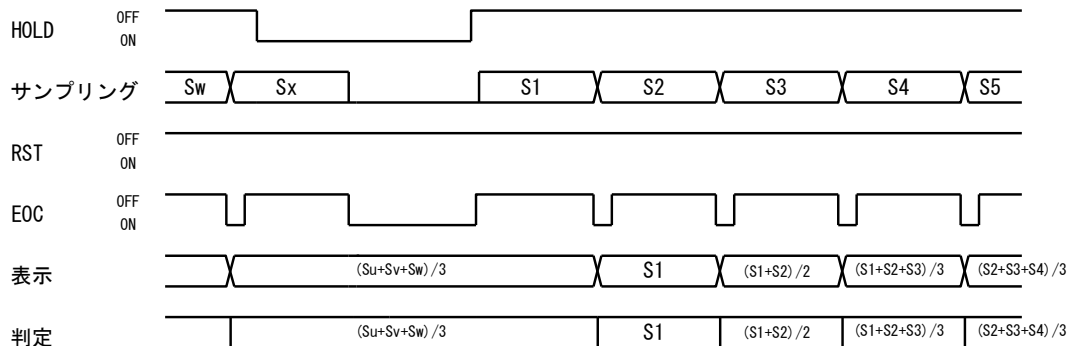 HOLD OFF
ON
サンプリング Sw Sx S1 S2 S3 S4 S5
RST OFF
ON
EOC OFF
ON
表示 (Su+Sv+Sw)/3 S1 (S1+S2)/2 (S1+S2+S3)/3 (S2+S3+S4)/3
判定 (Su+Sv+Sw)/3 S1 (S1+S2)/2 (S1+S2+S3)/3 (S2+S3+S4)/3